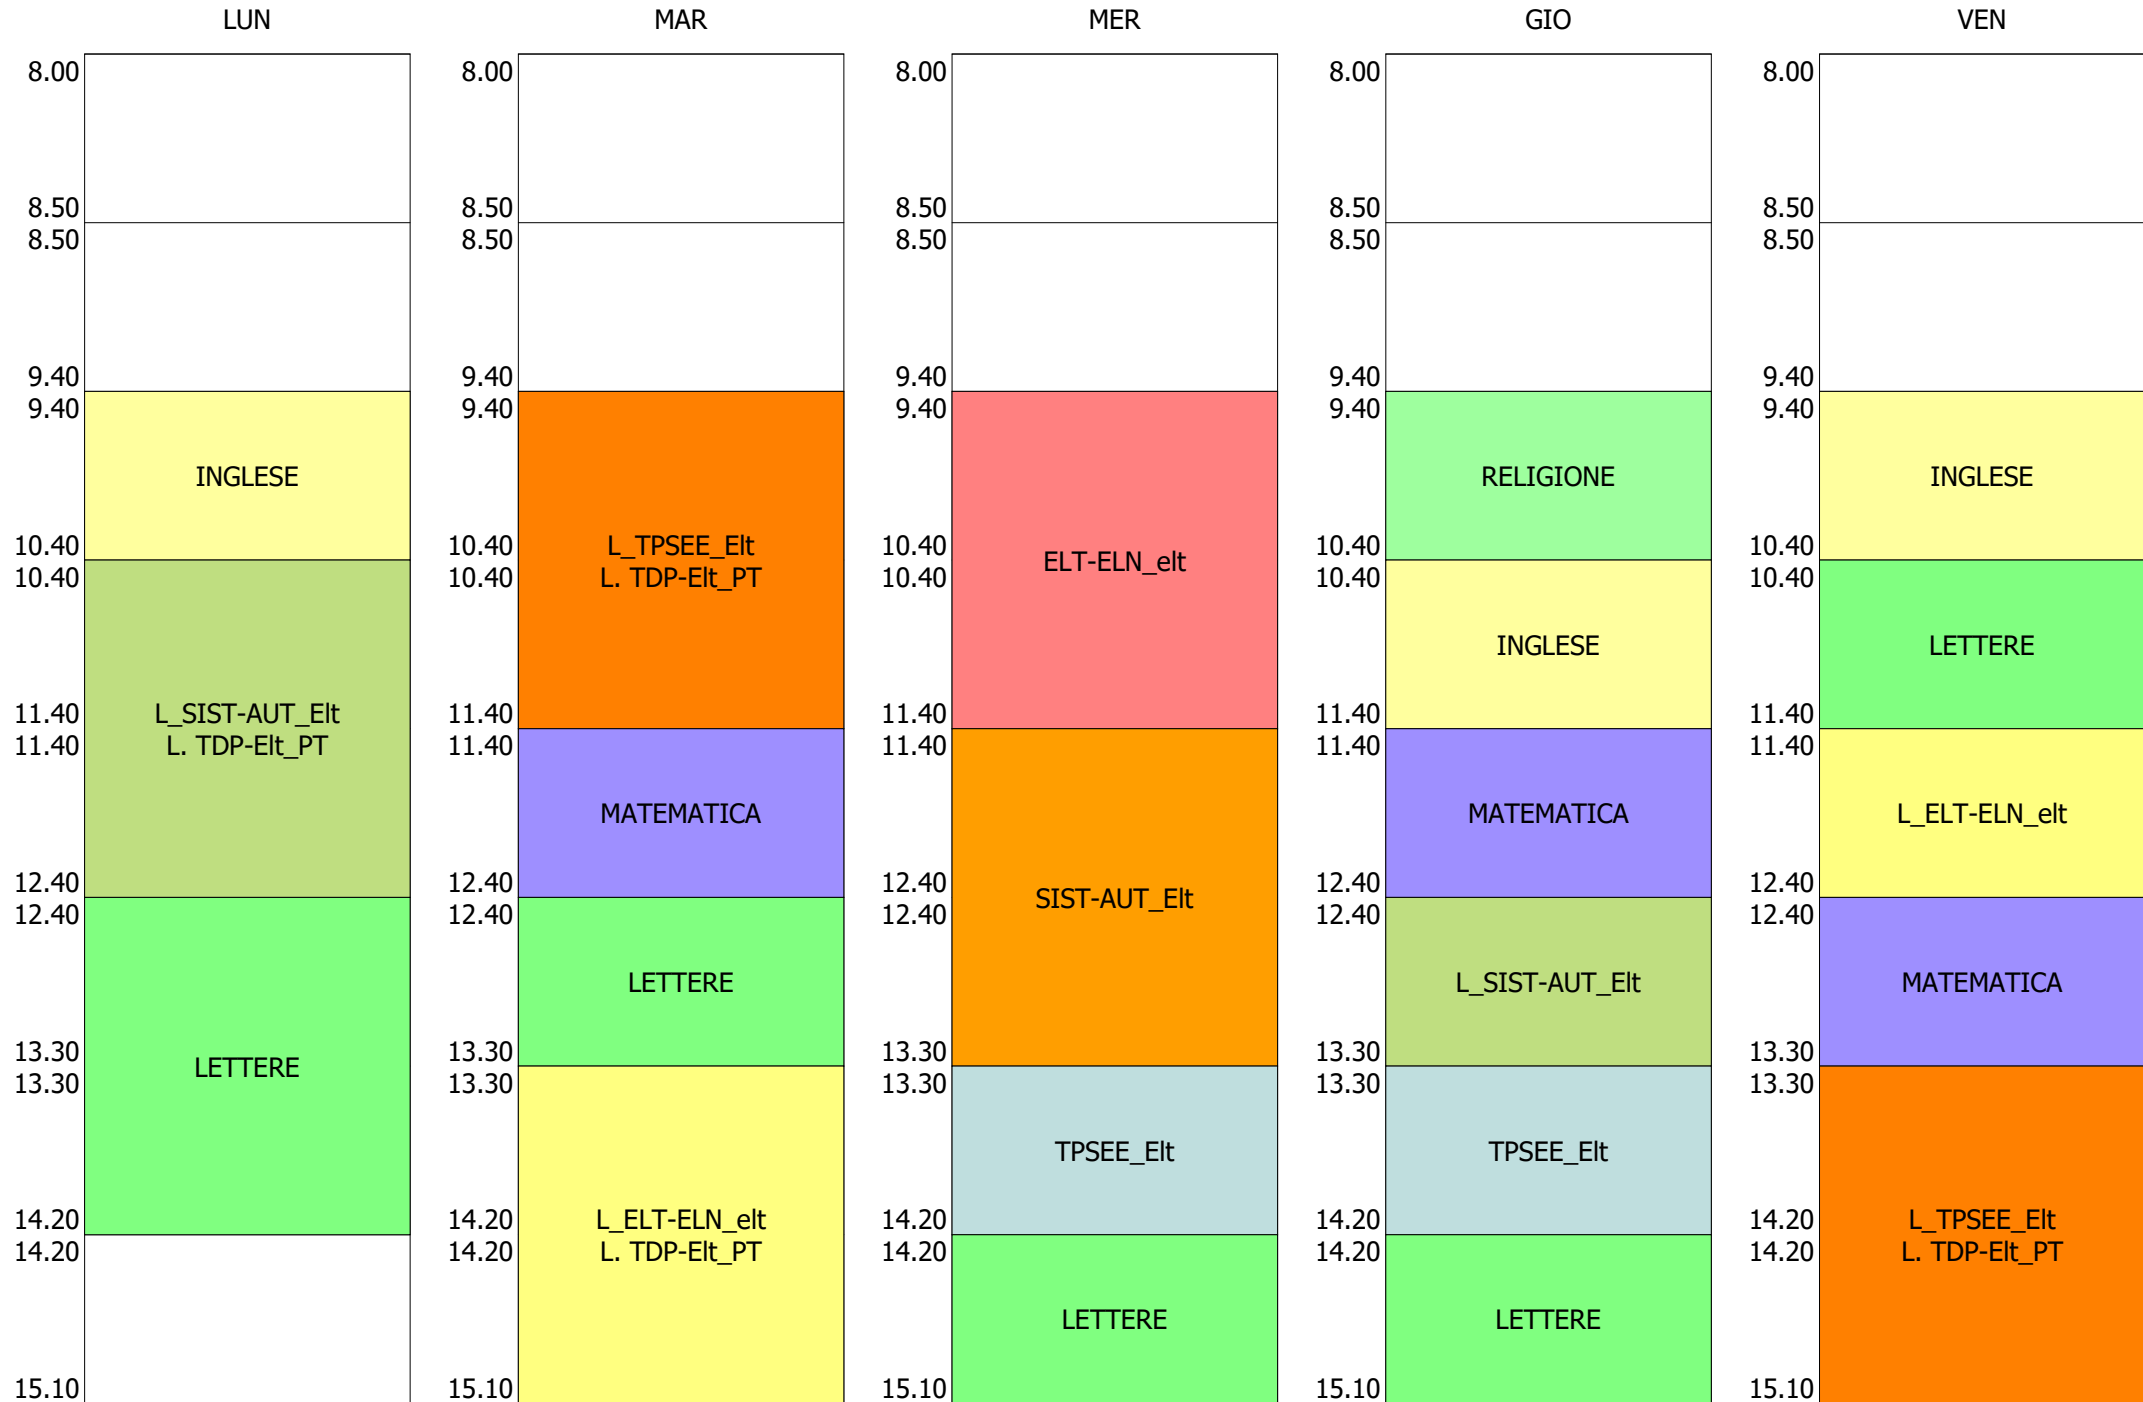 LUN MAR MER GIO VEN
8.00 8.00 8.00 8.00 8.00
8.50 8.50 8.50 8.50 8.50
8.50 8.50 8.50 8.50 8.50
9.40 9.40 9.40 9.40 9.40
9.40 9.40 9.40 9.40 9.40
INGLESE RELIGIONE INGLESE
10.40 10.40 L_TPSEE_Elt 10.40 10.40 10.40
ELT-ELN_elt
10.40 10.40 L. TDP-Elt_PT 10.40 10.40 10.40
INGLESE LETTERE
11.40 L_SIST-AUT_Elt 11.40 11.40 11.40 11.40
11.40 L. TDP-Elt_PT 11.40 11.40 11.40 11.40
MATEMATICA MATEMATICA L_ELT-ELN_elt
12.40 12.40 12.40 12.40 12.40
SIST-AUT_Elt
12.40 12.40 12.40 12.40 12.40
LETTERE L_SIST-AUT_Elt MATEMATICA
13.30 13.30 13.30 13.30 13.30
LETTERE
13.30 13.30 13.30 13.30 13.30
TPSEE_Elt TPSEE_Elt
14.20 14.20 L_ELT-ELN_elt 14.20 14.20 14.20 L_TPSEE_Elt
14.20 14.20 L. TDP-Elt_PT 14.20 14.20 14.20 L. TDP-Elt_PT
LETTERE LETTERE
15.10 15.10 15.10 15.10 15.10